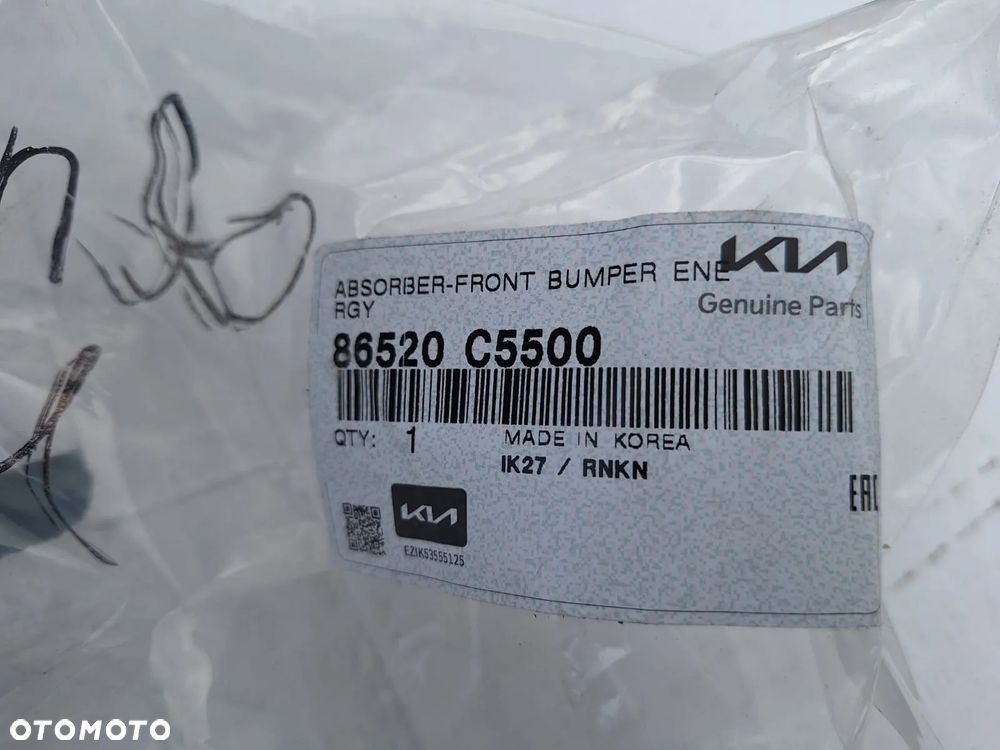 ABSORBER-FRONT BUMPER ENE
RGY
KIA
Genuine Parts
86520 C5500
QTY: 1 MADE IN KOREA
IK27 / RNKN
EAC
KIA
EZIK53555125
OTOMOTO